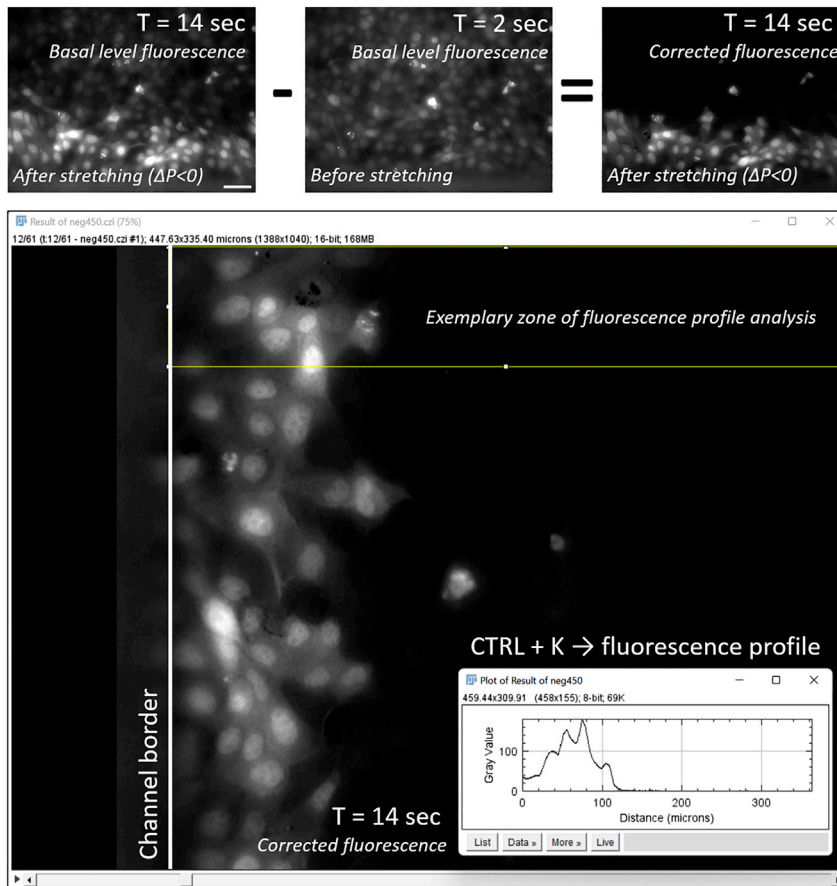 T = 14 sec
Basal level fluorescence
After stretching (ΔP<0)
-
T = 2 sec
Basal level fluorescence
Before stretching
=
T = 14 sec
Corrected fluorescence
After stretching (ΔP<0)
Result of neg450.czi (75%)
12/61 (t:12/61 - neg450.czi #1); 447.63x335.40 microns (1388x1040); 16-bit; 168MB
Exemplary zone of fluorescence profile analysis
Channel border
CTRL + K → fluorescence profile
T = 14 sec
Corrected fluorescence
Plot of Result of neg450
459.44x309.91 (458x155); 8-bit; 69K
Gray Value
100
0
0 100 200 300
Distance (microns)
List Data » More » Live